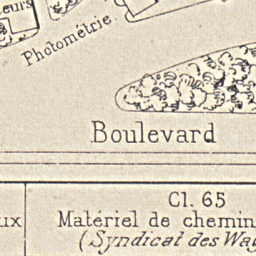 eurs
Photométrie
Boulevard
Cl. 65
ux Matériel de chemin
(Syndicat des Wag